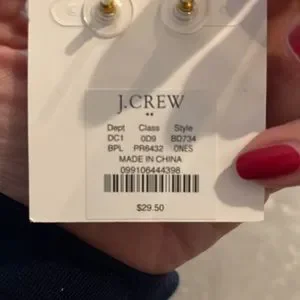 J.CREW
**
Dept Class Style
DC1 0D9 BD734
BPL PR6432 ONES
MADE IN CHINA
099106444398
$29.50